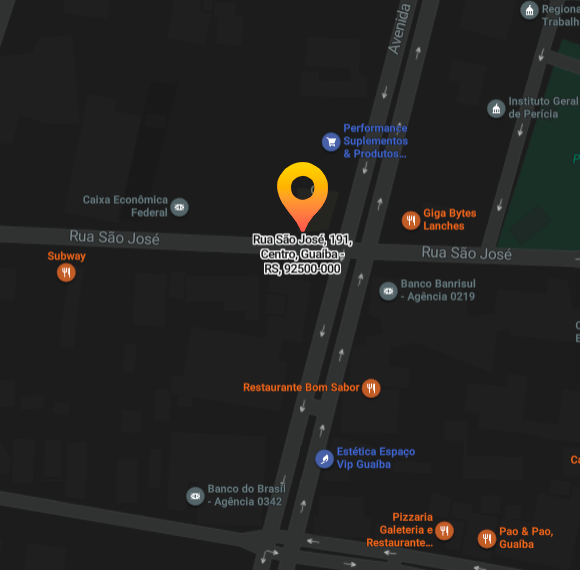 Avenida
Regiona
Trabalh
Instituto Geral
de Perícia
Performance
Suplementos
& Produtos...
Caixa Econômica
Federal
Giga Bytes
Lanches
Rua São José
Rua São José, 191,
Centro, Guaíba -
RS, 92500-000
Rua São José
Subway
Banco Banrisul
- Agência 0219
Restaurante Bom Sabor
Estética Espaço
Vip Guaíba
Banco do Brasil
- Agência 0342
Pizzaria
Galeteria e
Restaurante...
Pao & Pao,
Guaíba